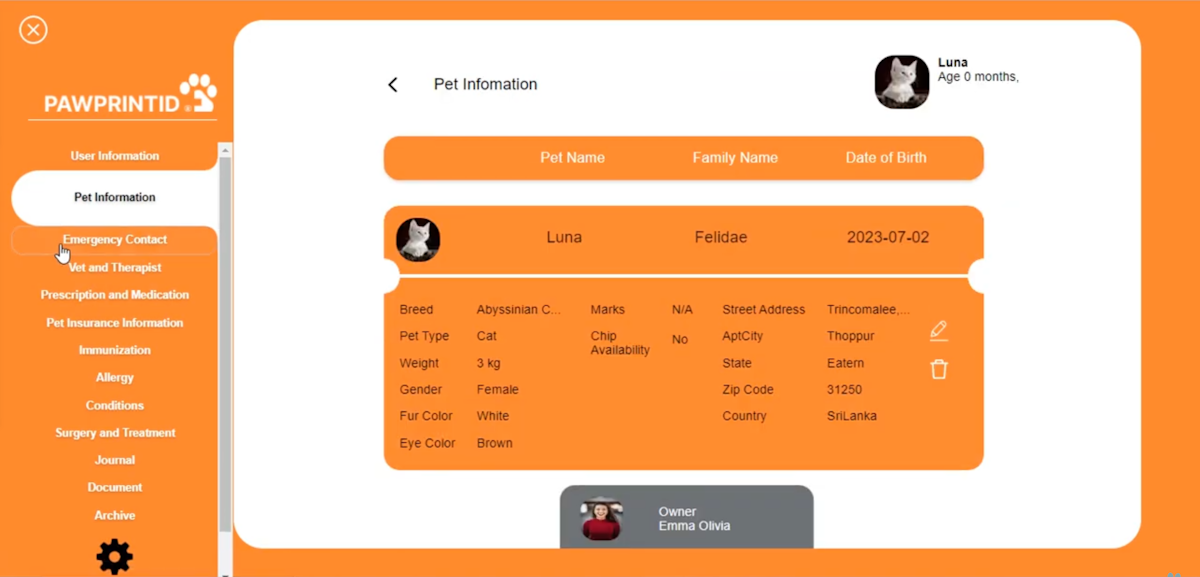 PAWPRINTID
User Information
Pet Information
Emergency Contact
Vet and Therapist
Prescription and Medication
Pet Insurance Information
Immunization
Allergy
Conditions
Surgery and Treatment
Journal
Document
Archive
Pet Infomation
Luna
Age 0 months,
Pet Name Family Name Date of Birth
Luna Felidae 2023-07-02
Breed Abyssinian C... Marks N/A Street Address Trincomalee,...
Pet Type Cat Chip Availability No AptCity Thoppur
Weight 3 kg State Eatern
Gender Female Zip Code 31250
Fur Color White Country SriLanka
Eye Color Brown
Owner
Emma Olivia